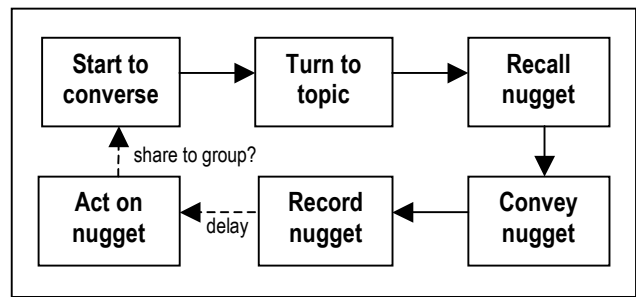 Start to
converse
Turn to
topic
Recall
nugget
share to group?
Act on
nugget
delay
Record
nugget
Convey
nugget